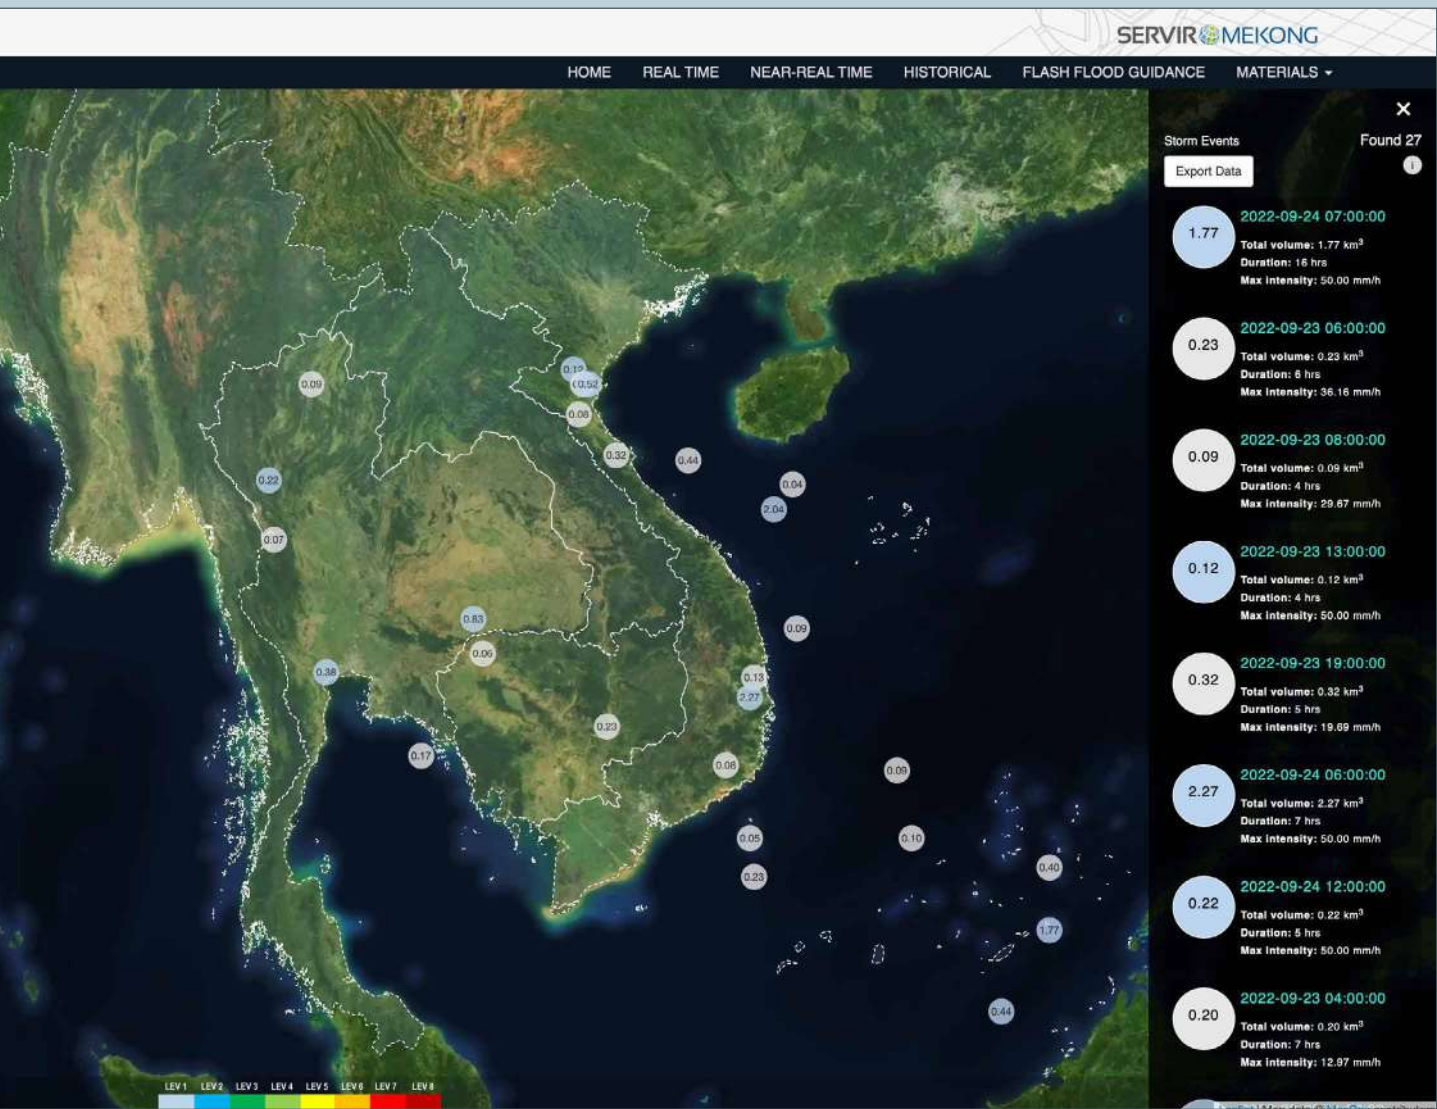 SERVIR MEKONG
HOME REAL TIME NEAR-REAL TIME HISTORICAL FLASH FLOOD GUIDANCE MATERIALS
Storm Events Found 27
Export Data
1.77
2022-09-24 07:00:00
Total volume: 1.77 km³
Duration: 16 hrs
Max intensity: 50.00 mm/h
0.23
2022-09-23 06:00:00
Total volume: 0.23 km³
Duration: 6 hrs
Max intensity: 36.16 mm/h
0.09
2022-09-23 08:00:00
Total volume: 0.09 km³
Duration: 4 hrs
Max intensity: 29.67 mm/h
0.12
2022-09-23 13:00:00
Total volume: 0.12 km³
Duration: 4 hrs
Max intensity: 50.00 mm/h
0.32
2022-09-23 19:00:00
Total volume: 0.32 km³
Duration: 5 hrs
Max intensity: 19.69 mm/h
2.27
2022-09-24 06:00:00
Total volume: 2.27 km³
Duration: 7 hrs
Max intensity: 50.00 mm/h
0.22
2022-09-24 12:00:00
Total volume: 0.22 km³
Duration: 5 hrs
Max intensity: 50.00 mm/h
0.20
2022-09-23 04:00:00
Total volume: 0.20 km³
Duration: 7 hrs
Max intensity: 12.97 mm/h
0.12
0.09
0.52
0.08
0.32
0.44
0.22
0.04
2.04
0.07
0.83
0.09
0.06
0.38
0.13
2.27
0.23
0.17
0.08
0.09
0.05
0.10
0.40
0.23
1.77
0.44
LEV 1 LEV 2 LEV 3 LEV 4 LEV 5 LEV 6 LEV 7 LEV 8